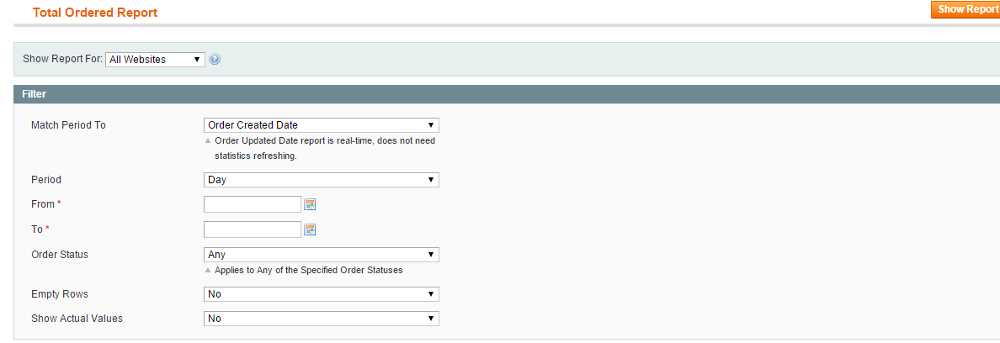 Total Ordered Report
Show Report
Show Report For: All Websites
Filter
Match Period To Order Created Date
Order Updated Date report is real-time, does not need
statistics refreshing.
Period Day
From *
To *
Order Status Any
Applies to Any of the Specified Order Statuses
Empty Rows No
Show Actual Values No